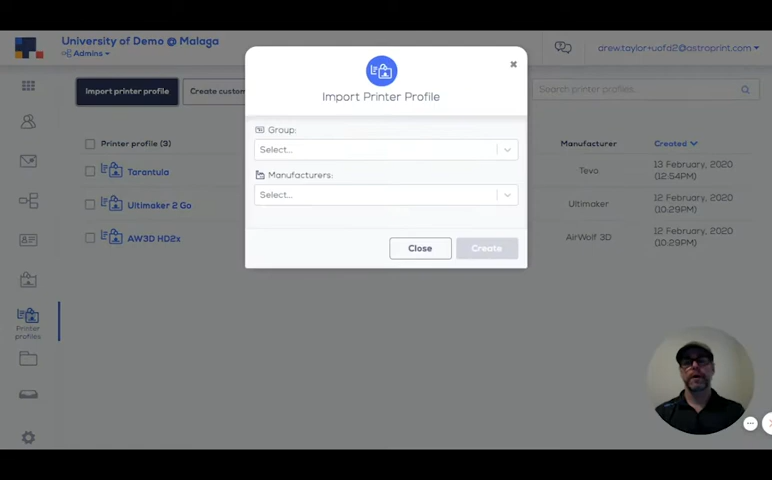 University of Demo @ Malaga
Admins
drew.taylor+uofd2@astroprint.com
Import printer profile
Create custom
Search printer profiles.
Import Printer Profile
Group:
Select...
Manufacturers:
Select...
Close
Create
Printer profile (3)
Manufacturer
Created
Tarantula
Tevo
13 February, 2020
(12:54PM)
Ultimaker 2 Go
Ultimaker
12 February, 2020
(10:29PM)
AW3D HD2x
AirWolf 3D
12 February, 2020
(10:29PM)
Printer
profiles